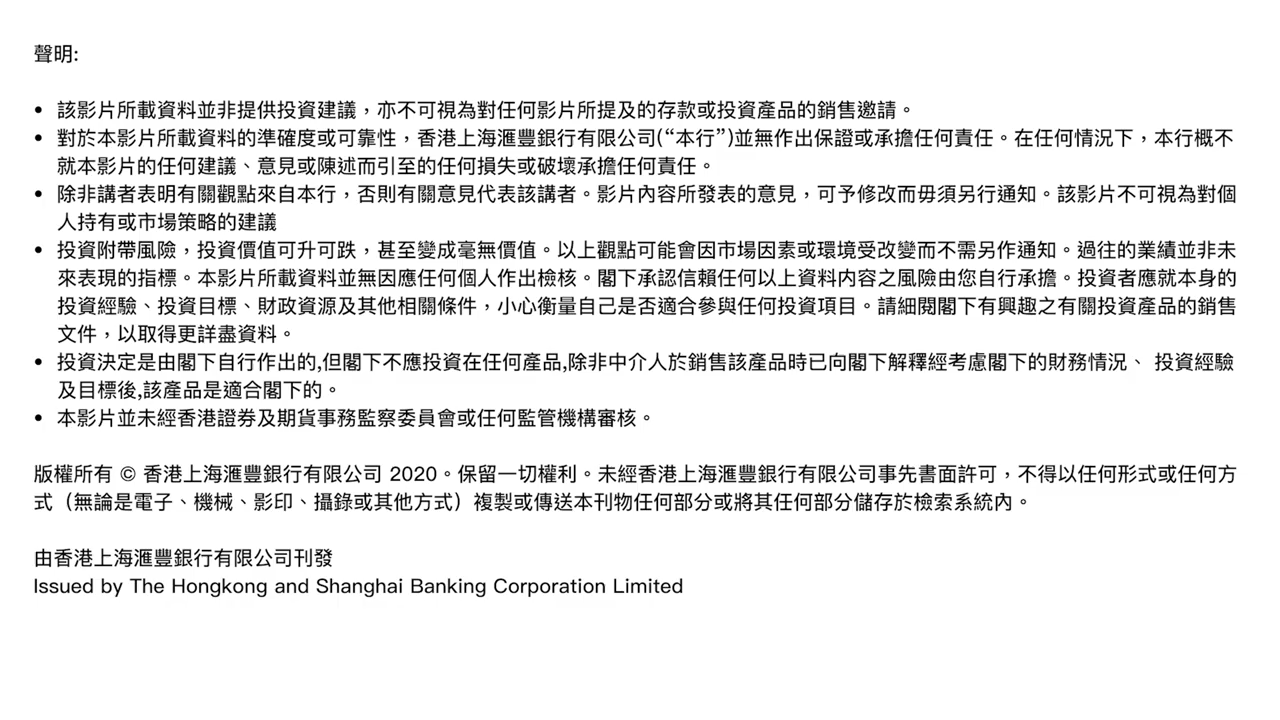 聲明:
• 該影片所載資料並非提供投資建議，亦不可視為對任何影片所提及的存款或投資產品的銷售邀請。
• 對於本影片所載資料的準確度或可靠性，香港上海滙豐銀行有限公司(“本行”)並無作出保證或承擔任何責任。在任何情況下，本行概不
就本影片的任何建議、意見或陳述而引至的任何損失或破壞承擔任何責任。
• 除非講者表明有關觀點來自本行，否則有關意見代表該講者。影片內容所發表的意見，可予修改而毋須另行通知。該影片不可視為對個
人持有或市場策略的建議
• 投資附帶風險，投資價值可升可跌，甚至變成毫無價值。以上觀點可能會因市場因素或環境受改變而不需另作通知。過往的業績並非未
來表現的指標。本影片所載資料並無因應任何個人作出檢核。閣下承認信賴任何以上資料內容之風險由您自行承擔。投資者應就本身的
投資經驗、投資目標、財政資源及其他相關條件，小心衡量自己是否適合參與任何投資項目。請細閱閣下有興趣之有關投資產品的銷售
文件，以取得更詳盡資料。
• 投資決定是由閣下自行作出的,但閣下不應投資在任何產品,除非中介人於銷售該產品時已向閣下解釋經考慮閣下的財務情況、 投資經驗
及目標後,該產品是適合閣下的。
• 本影片並未經香港證券及期貨事務監察委員會或任何監管機構審核。
版權所有 © 香港上海滙豐銀行有限公司 2020。保留一切權利。未經香港上海滙豐銀行有限公司事先書面許可，不得以任何形式或任何方
式（無論是電子、機械、影印、攝錄或其他方式）複製或傳送本刊物任何部分或將其任何部分儲存於檢索系統內。
由香港上海滙豐銀行有限公司刊發
Issued by The Hongkong and Shanghai Banking Corporation Limited